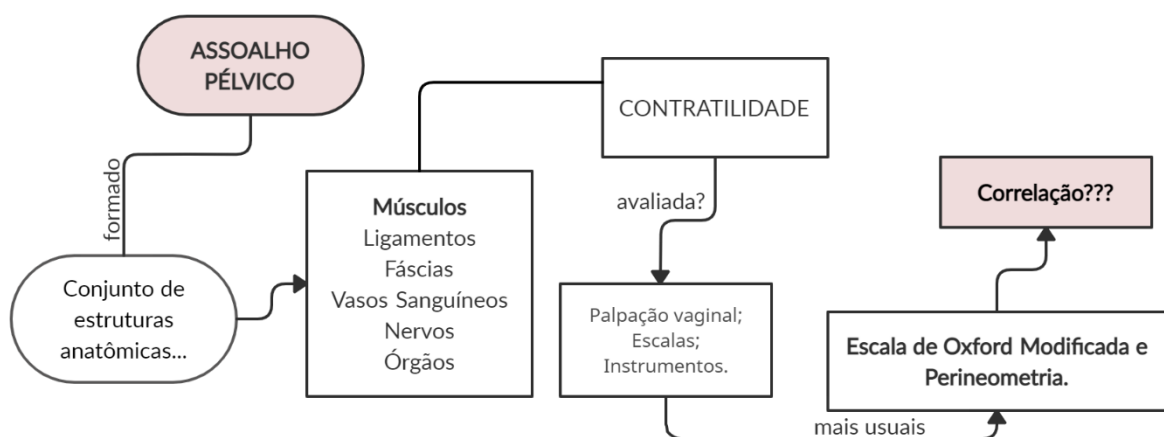 ASSOALHO
PÉLVICO
formado
Conjunto de
estruturas
anatômicas...
Músculos
Ligamentos
Fáscias
Vasos Sanguíneos
Nervos
Órgãos
CONTRATILIDADE
avaliada?
Palpação vaginal;
Escalas;
Instrumentos.
mais usuais
Escala de Oxford Modificada e
Perineometria.
Correlação???